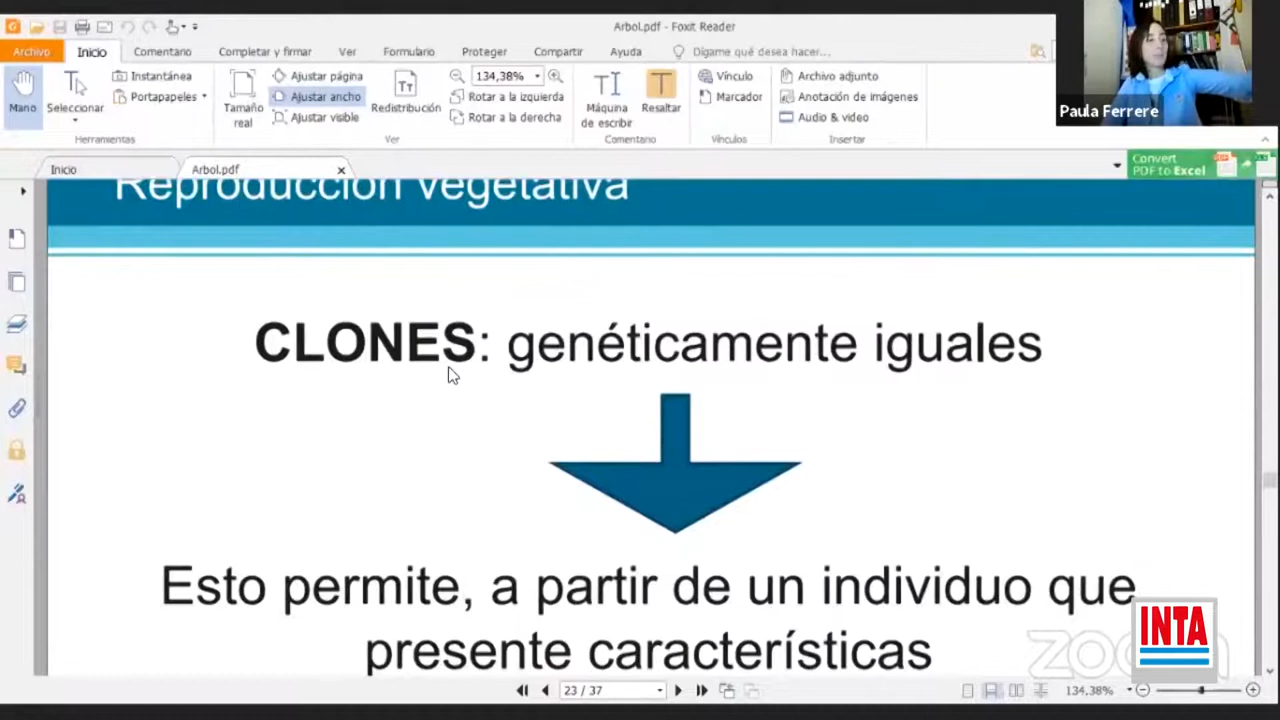 Arbol.pdf - Foxit Reader
Archivo Inicio Comentario Completar y firmar Ver Formulario Proteger Compartir Ayuda Dígame qué desea hacer...
Mano
Seleccionar
Instantánea
Portapapeles
Herramientas
Tamaño real
Ajustar página
Ajustar ancho
Ajustar visible
Redistribución
134,38%
Rotar a la izquierda
Rotar a la derecha
Ver
Máquina de escribir
Resaltar
Comentario
Vínculo
Marcador
Vínculos
Archivo adjunto
Anotación de imágenes
Audio & video
Insertar
Paula Ferrere
Inicio
Arbol.pdf
Convert
PDF to Excel
Reproducción vegetativa
CLONES: genéticamente iguales
Esto permite, a partir de un individuo que
presente características
INTA
zoom
23 / 37
134,38%